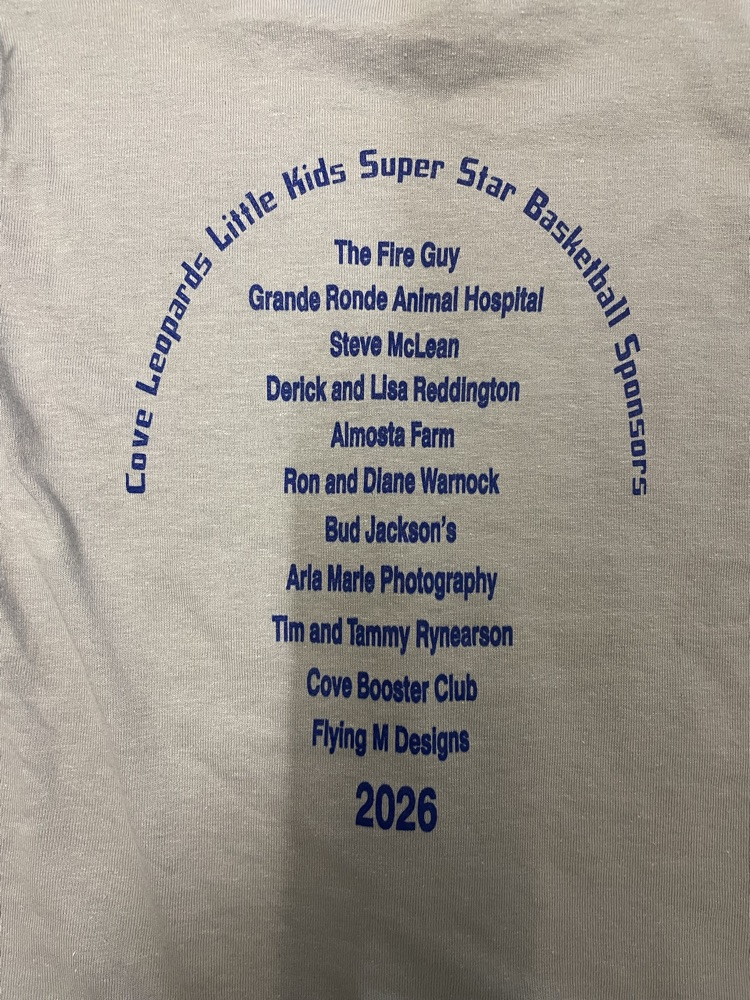 Cove Leopards Little Kids Super Star Basketball Sponsors
The Fire Guy
Grande Ronde Animal Hospital
Steve McLean
Derick and Lisa Reddington
Almosta Farm
Ron and Diane Warnock
Bud Jackson's
Aria Marie Photography
Tim and Tammy Rynearson
Cove Booster Club
Flying M Designs
2026